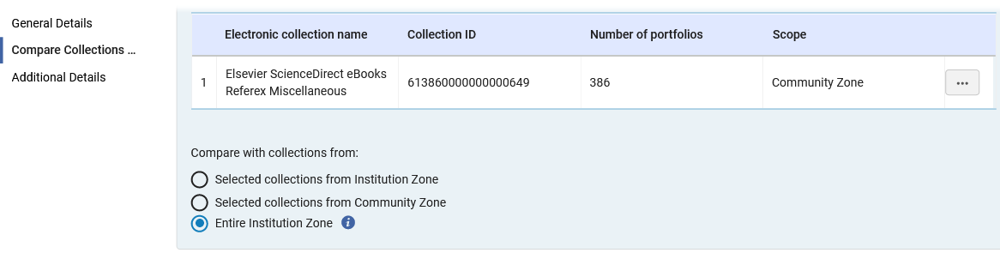 General Details
Compare Collections ...
Additional Details
Electronic collection name Collection ID Number of portfolios Scope
1 Elsevier ScienceDirect eBooks Referex Miscellaneous 613860000000000649 386 Community Zone ...
Compare with collections from:
Selected collections from Institution Zone
Selected collections from Community Zone
Entire Institution Zone i